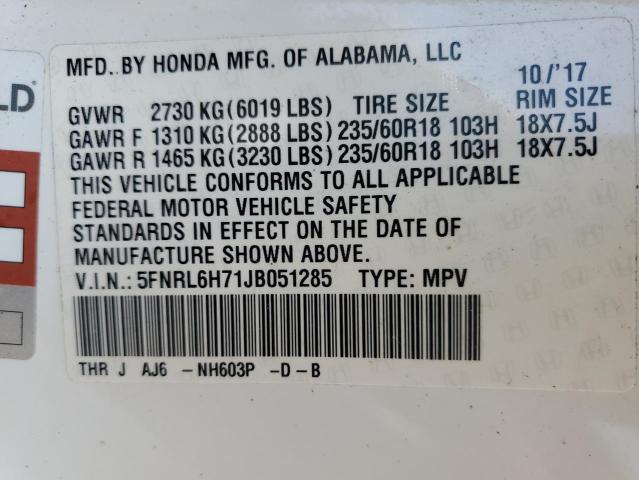 LD
MFD. BY HONDA MFG. OF ALABAMA, LLC
10/'17
GVWR 2730 KG(6019 LBS) TIRE SIZE RIM SIZE
GAWR F 1310 KG(2888 LBS) 235/60R18 103H 18X7.5J
GAWR R 1465 KG(3230 LBS) 235/60R18 103H 18X7.5J
THIS VEHICLE CONFORMS TO ALL APPLICABLE
FEDERAL MOTOR VEHICLE SAFETY
STANDARDS IN EFFECT ON THE DATE OF
MANUFACTURE SHOWN ABOVE.
V.I.N.: 5FNRL6H71JB051285 TYPE: MPV
THR J AJ6 -NH603P -D-B